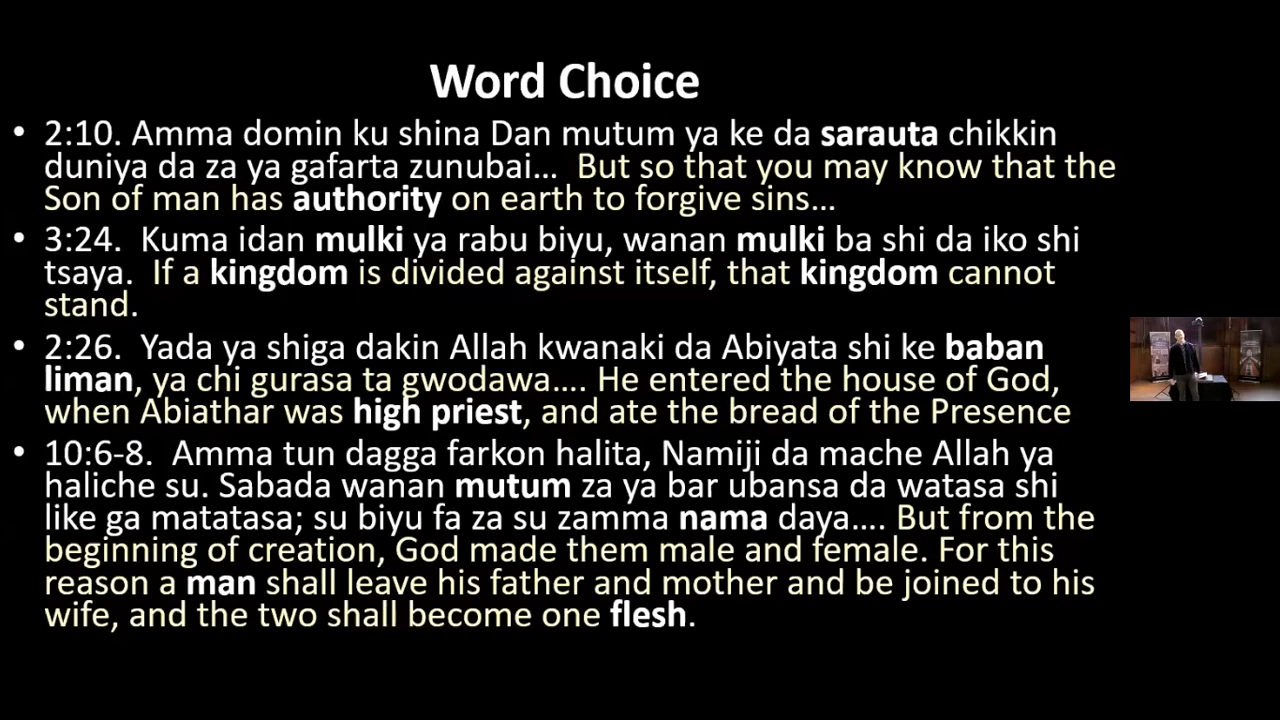 Word Choice
• 2:10. Amma domin ku shina Dan mutum ya ke da sarauta chikkin
duniya da za ya gafarta zunubai… But so that you may know that the
Son of man has authority on earth to forgive sins…
• 3:24. Kuma idan mulki ya rabu biyu, wanan mulki ba shi da iko shi
tsaya. If a kingdom is divided against itself, that kingdom cannot
stand.
• 2:26. Yada ya shiga dakin Allah kwanaki da Abiyata shi ke baban
liman, ya chi gurasa ta gwodawa…. He entered the house of God,
when Abiathar was high priest, and ate the bread of the Presence
• 10:6-8. Amma tun dagga farkon halita, Namiji da mache Allah ya
haliche su. Sabada wanan mutum za ya bar ubansa da watasa shi
like ga matatasa; su biyu fa za su zamma nama daya…. But from the
beginning of creation, God made them male and female. For this
reason a man shall leave his father and mother and be joined to his
wife, and the two shall become one flesh.